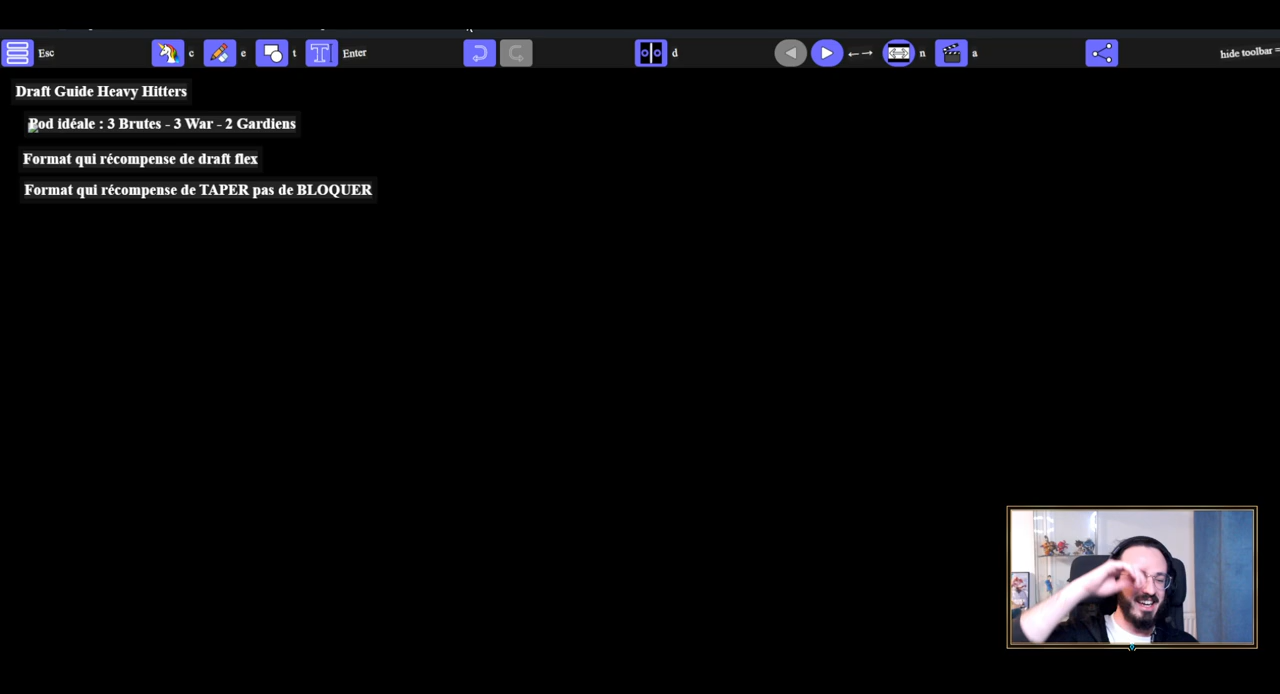 Esc c e t Enter d ←→ n a hide toolbar =
Draft Guide Heavy Hitters
Pod idéale : 3 Brutes - 3 War - 2 Gardiens
Format qui récompense de draft flex
Format qui récompense de TAPER pas de BLOQUER